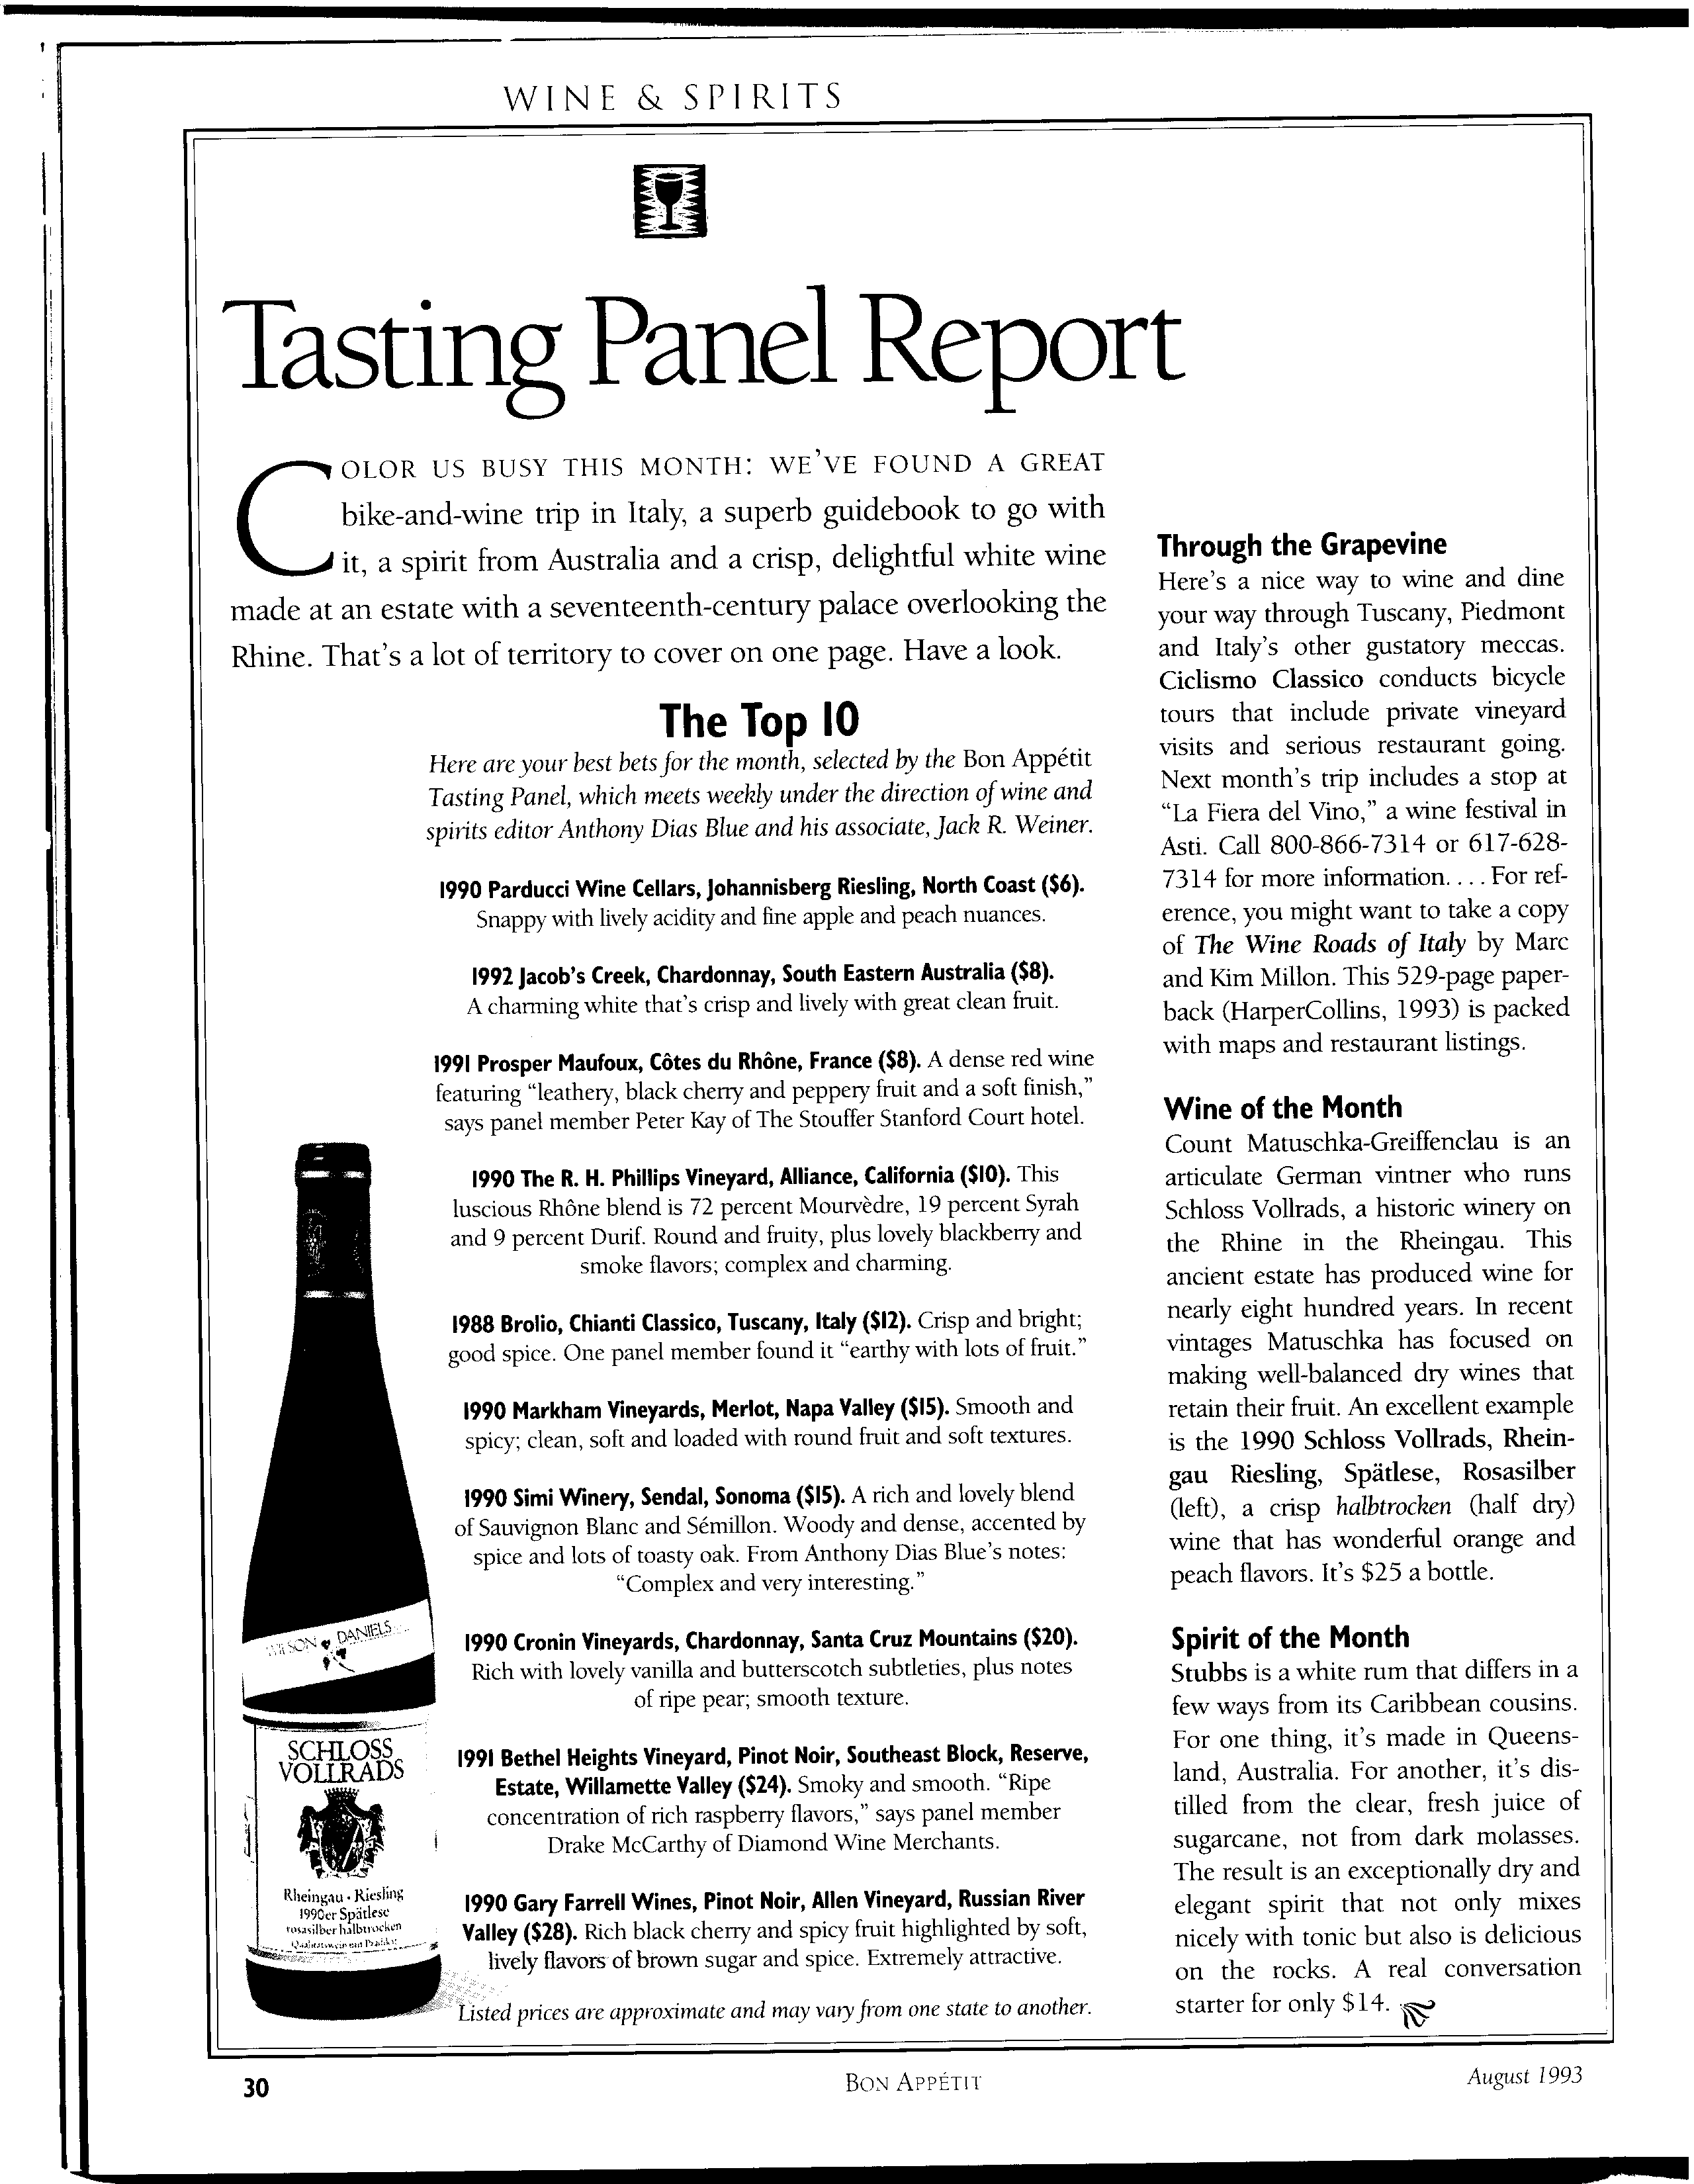 WINE & SPIRITS
Tasting Panel Report
COLOR US BUSY THIS MONTH: WE'VE FOUND A GREAT
bike-and-wine trip in Italy, a superb guidebook to go with
it, a spirit from Australia and a crisp, delightful white wine
made at an estate with a seventeenth-century palace overlooking the
Rhine. That's a lot of territory to cover on one page. Have a look.
The Top 10
Here are your best bets for the month, selected by the Bon Appétit
Tasting Panel, which meets weekly under the direction of wine and
spirits editor Anthony Dias Blue and his associate, Jack R. Weiner.
1990 Parducci Wine Cellars, Johannisberg Riesling, North Coast ($6).
Snappy with lively acidity and fine apple and peach nuances.
1992 Jacob's Creek, Chardonnay, South Eastern Australia ($8).
A charming white that's crisp and lively with great clean fruit.
1991 Prosper Maufoux, Côtes du Rhône, France ($8). A dense red wine
featuring "leathery, black cherry and peppery fruit and a soft finish,"
says panel member Peter Kay of The Stouffer Stanford Court hotel.
1990 The R. H. Phillips Vineyard, Alliance, California ($10). This
luscious Rhône blend is 72 percent Mourvèdre, 19 percent Syrah
and 9 percent Durif. Round and fruity, plus lovely blackberry and
smoke flavors; complex and charming.
1988 Brolio, Chianti Classico, Tuscany, Italy ($12). Crisp and bright;
good spice. One panel member found it "earthy with lots of fruit."
1990 Markham Vineyards, Merlot, Napa Valley ($15). Smooth and
spicy; clean, soft and loaded with round fruit and soft textures.
1990 Simi Winery, Sendal, Sonoma ($15). A rich and lovely blend
of Sauvignon Blanc and Sémillon. Woody and dense, accented by
spice and lots of toasty oak. From Anthony Dias Blue's notes:
"Complex and very interesting."
1990 Cronin Vineyards, Chardonnay, Santa Cruz Mountains ($20).
Rich with lovely vanilla and butterscotch subtleties, plus notes
of ripe pear; smooth texture.
1991 Bethel Heights Vineyard, Pinot Noir, Southeast Block, Reserve,
Estate, Willamette Valley ($24). Smoky and smooth. "Ripe
concentration of rich raspberry flavors," says panel member
Drake McCarthy of Diamond Wine Merchants.
1990 Gary Farrell Wines, Pinot Noir, Allen Vineyard, Russian River
Valley ($28). Rich black cherry and spicy fruit highlighted by soft,
lively flavors of brown sugar and spice. Extremely attractive.
Listed prices are approximate and may vary from one state to another.
WILSON DANIELS
SCHLOSS
VOLLRADS
Rheingau • Riesling
1990er Spätlese
rosasilber halbtrocken
Through the Grapevine
Here's a nice way to wine and dine
your way through Tuscany, Piedmont
and Italy's other gustatory meccas.
Ciclismo Classico conducts bicycle
tours that include private vineyard
visits and serious restaurant going.
Next month's trip includes a stop at
"La Fiera del Vino," a wine festival in
Asti. Call 800-866-7314 or 617-628-
7314 for more information. . . . For ref-
erence, you might want to take a copy
of The Wine Roads of Italy by Marc
and Kim Millon. This 529-page paper-
back (HarperCollins, 1993) is packed
with maps and restaurant listings.
Wine of the Month
Count Matuschka-Greiffenclau is an
articulate German vintner who runs
Schloss Vollrads, a historic winery on
the Rhine in the Rheingau. This
ancient estate has produced wine for
nearly eight hundred years. In recent
vintages Matuschka has focused on
making well-balanced dry wines that
retain their fruit. An excellent example
is the 1990 Schloss Vollrads, Rhein-
gau Riesling, Spätlese, Rosasilber
(left), a crisp halbtrocken (half dry)
wine that has wonderful orange and
peach flavors. It's $25 a bottle.
Spirit of the Month
Stubbs is a white rum that differs in a
few ways from its Caribbean cousins.
For one thing, it's made in Queens-
land, Australia. For another, it's dis-
tilled from the clear, fresh juice of
sugarcane, not from dark molasses.
The result is an exceptionally dry and
elegant spirit that not only mixes
nicely with tonic but also is delicious
on the rocks. A real conversation
starter for only $14.
30
BON APPÉTIT
August 1993